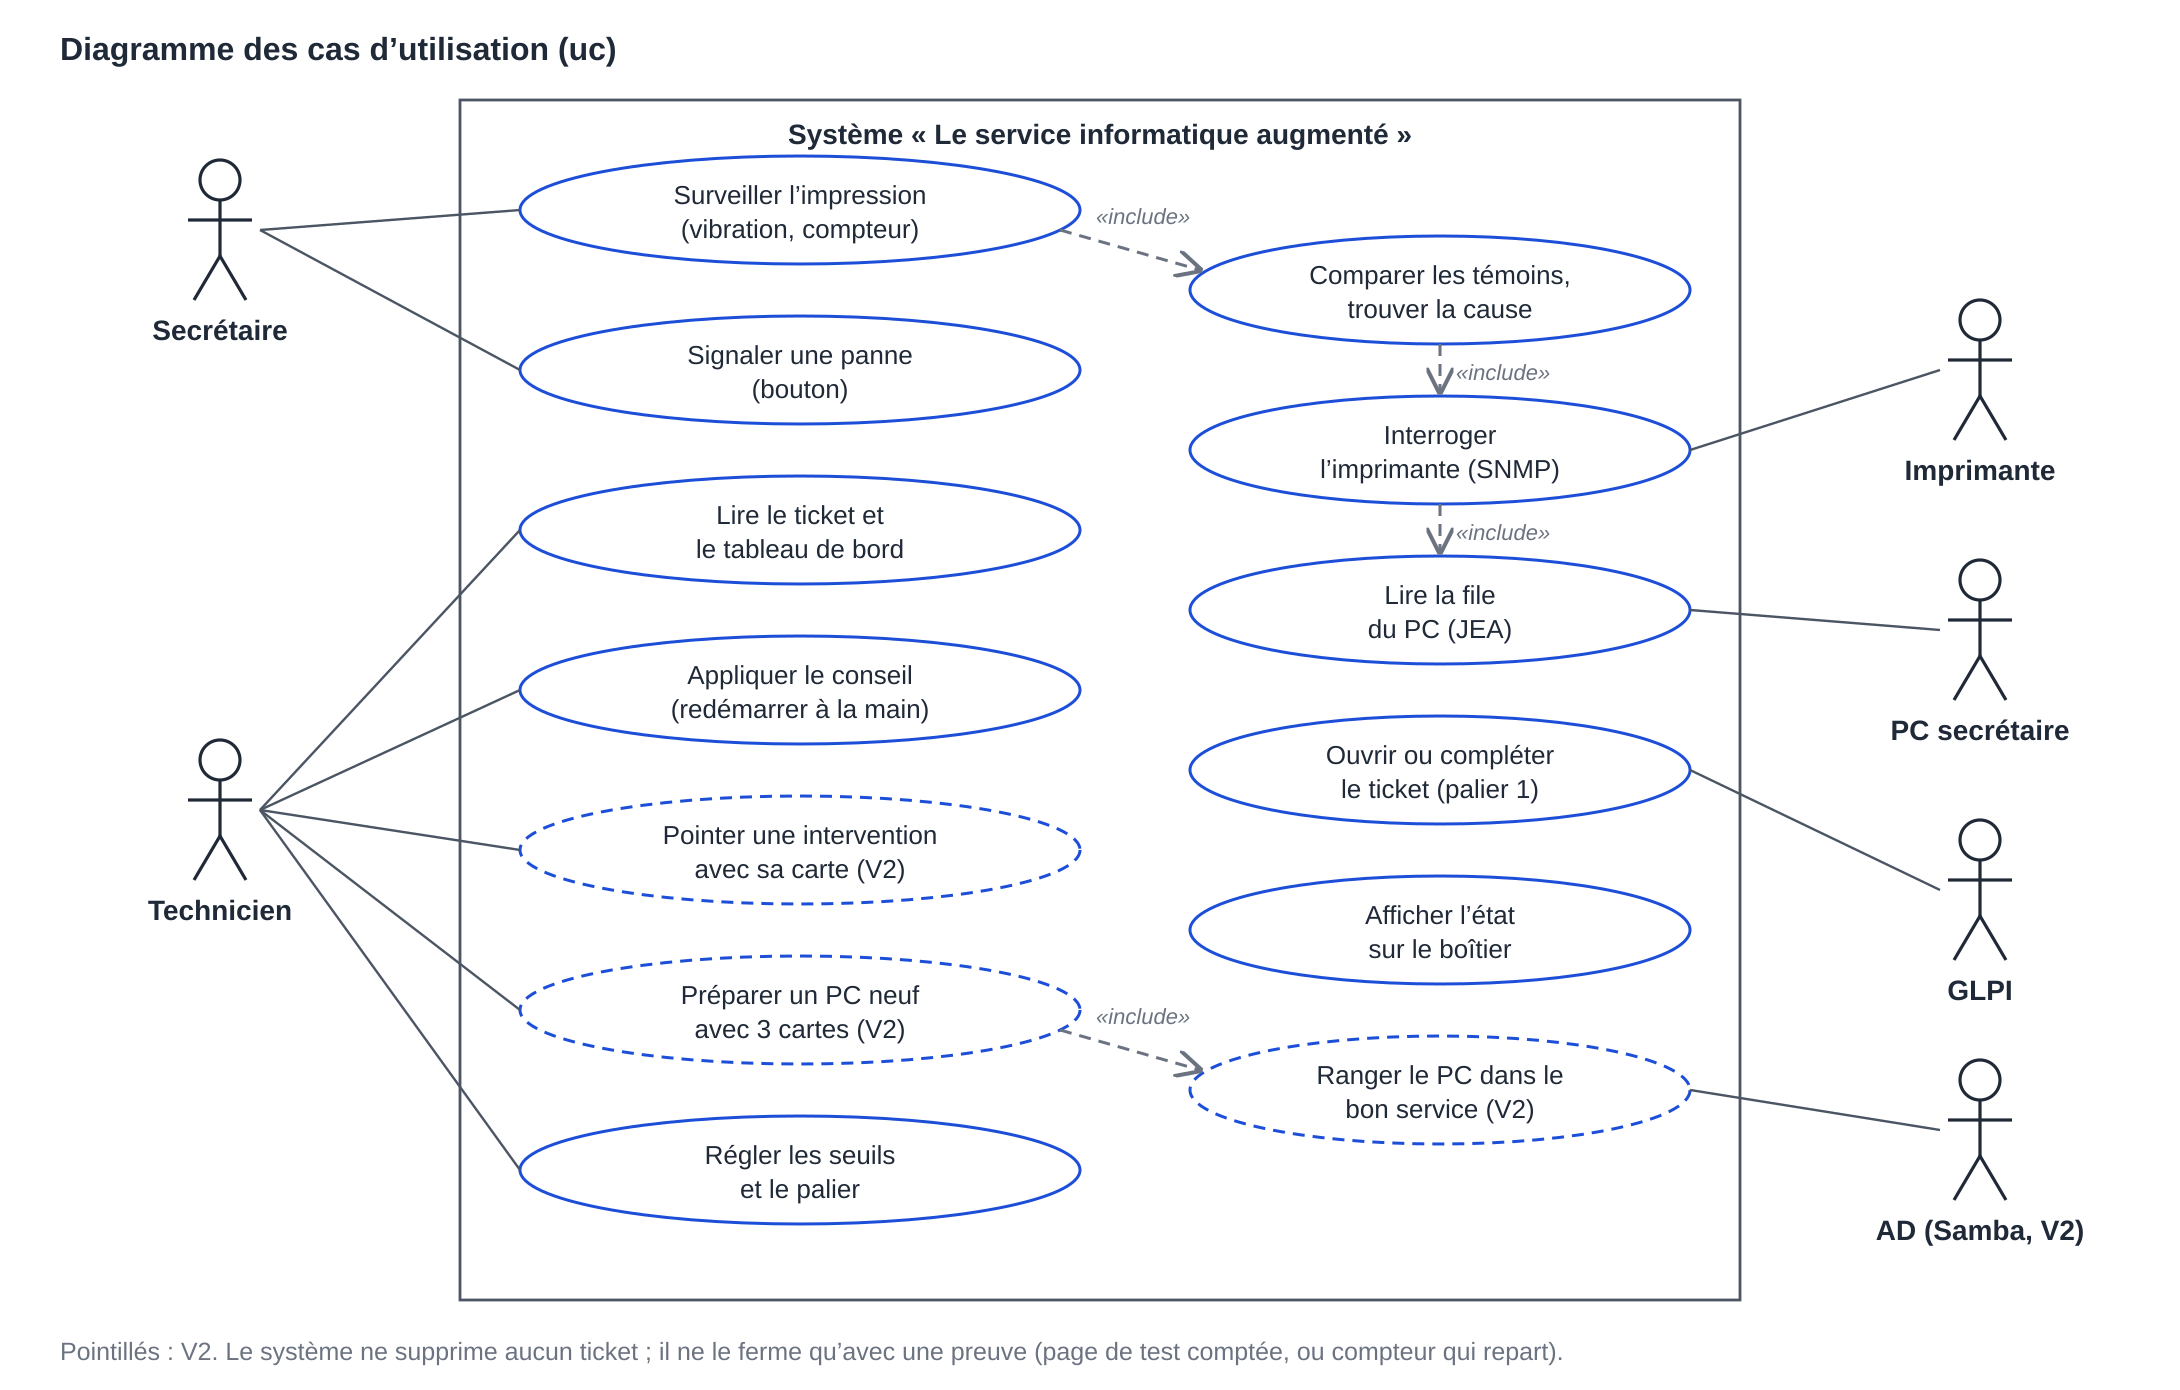 Diagramme des cas d’utilisation (uc)
Système « Le service informatique augmenté »
Secrétaire
Technicien
Surveiller l’impression
(vibration, compteur)
«include»
Comparer les témoins,
trouver la cause
Signaler une panne
(bouton)
«include»
Interroger
l’imprimante (SNMP)
Lire le ticket et
le tableau de bord
«include»
Lire la file
du PC (JEA)
Appliquer le conseil
(redémarrer à la main)
Ouvrir ou compléter
le ticket (palier 1)
Pointer une intervention
avec sa carte (V2)
Afficher l’état
sur le boîtier
Préparer un PC neuf
avec 3 cartes (V2)
«include»
Ranger le PC dans le
bon service (V2)
Régler les seuils
et le palier
Imprimante
PC secrétaire
GLPI
AD (Samba, V2)
Pointillés : V2. Le système ne supprime aucun ticket ; il ne le ferme qu’avec une preuve (page de test comptée, ou compteur qui repart).